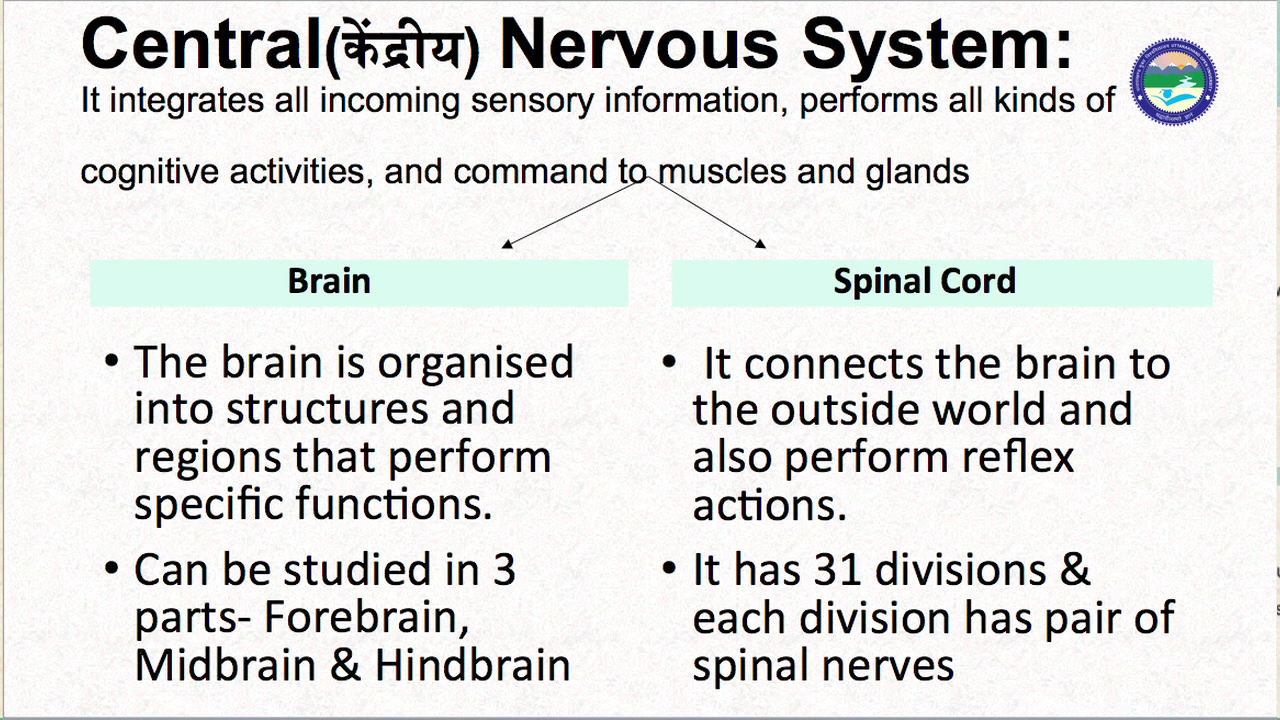 Central(केंद्रीय) Nervous System:
It integrates all incoming sensory information, performs all kinds of
cognitive activities, and command to muscles and glands
Brain
• The brain is organised
into structures and
regions that perform
specific functions.
• Can be studied in 3
parts- Forebrain,
Midbrain & Hindbrain
Spinal Cord
• It connects the brain to
the outside world and
also perform reflex
actions.
• It has 31 divisions &
each division has pair of
spinal nerves